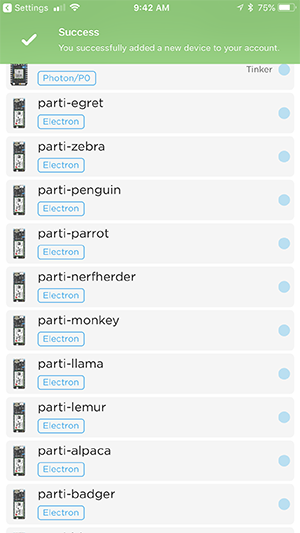 Settings 9:42 AM 75%
Success
You successfully added a new device to your account.
Tinker
Photon/P0
parti-egret
Electron
parti-zebra
Electron
parti-penguin
Electron
parti-parrot
Electron
parti-nerfherder
Electron
parti-monkey
Electron
parti-llama
Electron
parti-lemur
Electron
parti-alpaca
Electron
parti-badger
Electron